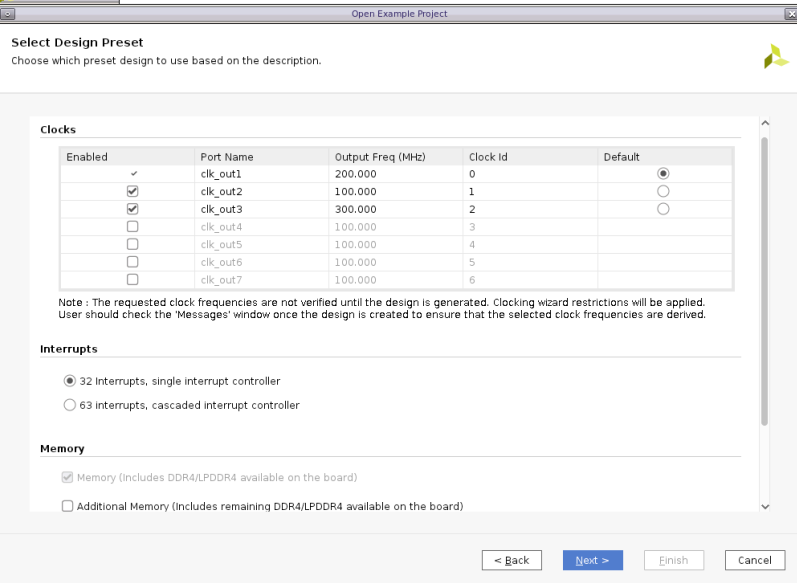 Open Example Project
Select Design Preset
Choose which preset design to use based on the description.
Clocks
Enabled Port Name Output Freq (MHz) Clock Id Default
clk_out1 200.000 0
clk_out2 100.000 1
clk_out3 300.000 2
clk_out4 100.000 3
clk_out5 100.000 4
clk_out6 100.000 5
clk_out7 100.000 6
Note : The requested clock frequencies are not verified until the design is generated. Clocking wizard restrictions will be applied.
User should check the 'Messages' window once the design is created to ensure that the selected clock frequencies are derived.
Interrupts
32 Interrupts, single interrupt controller
63 interrupts, cascaded interrupt controller
Memory
Memory (Includes DDR4/LPDDR4 available on the board)
Additional Memory (Includes remaining DDR4/LPDDR4 available on the board)
< Back Next > Finish Cancel